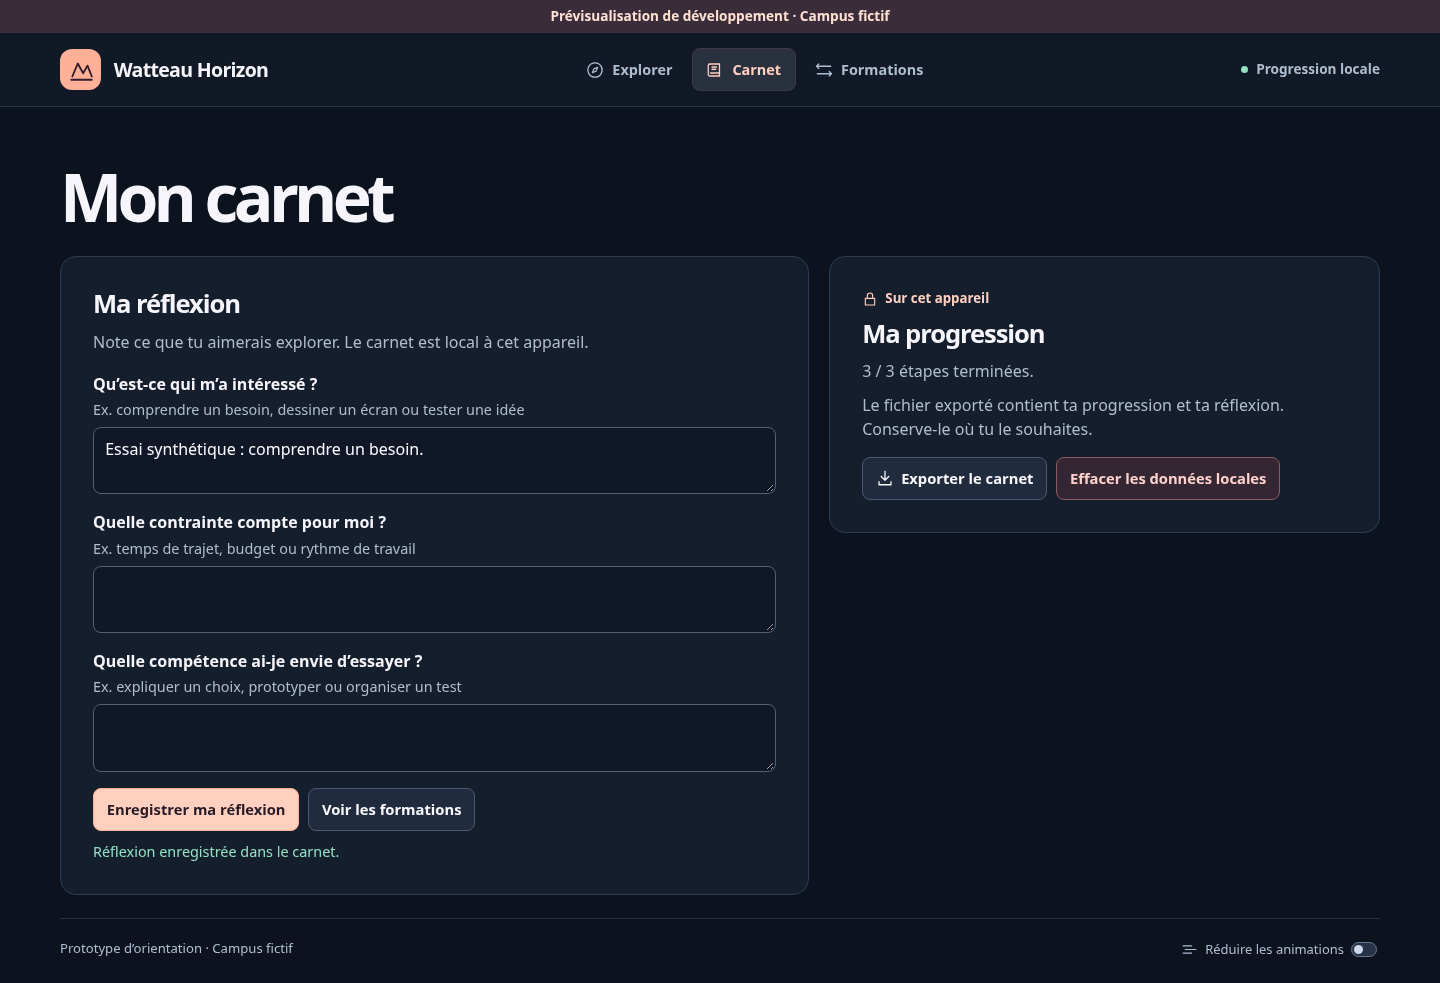 Prévisualisation de développement · Campus fictif
Watteau Horizon
Explorer
Carnet
Formations
Progression locale
Mon carnet
Ma réflexion
Note ce que tu aimerais explorer. Le carnet est local à cet appareil.
Qu’est-ce qui m’a intéressé ?
Ex. comprendre un besoin, dessiner un écran ou tester une idée
Essai synthétique : comprendre un besoin.
Quelle contrainte compte pour moi ?
Ex. temps de trajet, budget ou rythme de travail
Quelle compétence ai-je envie d’essayer ?
Ex. expliquer un choix, prototyper ou organiser un test
Enregistrer ma réflexion
Voir les formations
Réflexion enregistrée dans le carnet.
Sur cet appareil
Ma progression
3 / 3 étapes terminées.
Le fichier exporté contient ta progression et ta réflexion.
Conserve-le où tu le souhaites.
Exporter le carnet
Effacer les données locales
Prototype d’orientation · Campus fictif
Réduire les animations